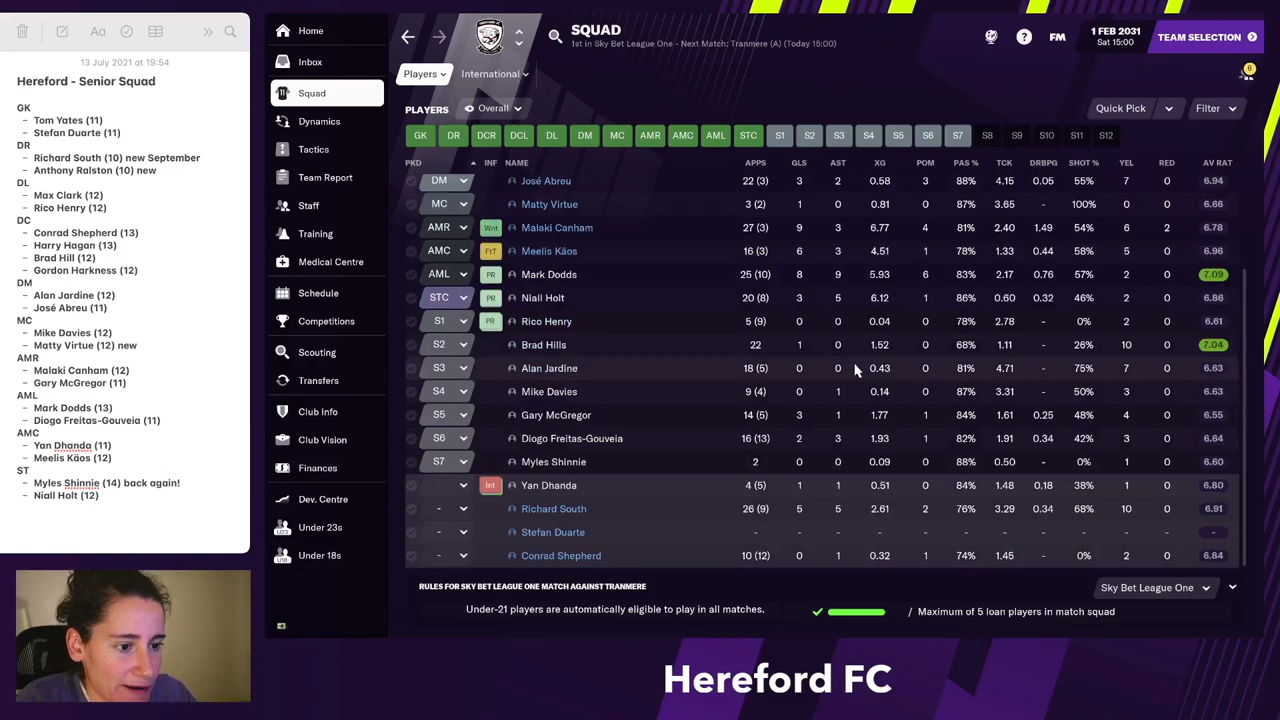 13 July 2021 at 19:54
Hereford - Senior Squad
GK
- Tom Yates (11)
- Stefan Duarte (11)
DR
- Richard South (10) new September
- Anthony Ralston (10) new
DL
- Max Clark (12)
- Rico Henry (12)
DC
- Conrad Shepherd (13)
- Harry Hagan (13)
- Brad Hill (12)
- Gordon Harkness (12)
DM
- Alan Jardine (12)
- José Abreu (11)
MC
- Mike Davies (12)
- Matty Virtue (12) new
AMR
- Malaki Canham (12)
- Gary McGregor (11)
AML
- Mark Dodds (13)
- Diogo Freitas-Gouveia (11)
AMC
- Yan Dhanda (11)
- Meelis Käos (12)
ST
- Myles Shinnie (14) back again!
- Niall Holt (12)
Home
Inbox
Squad
Dynamics
Tactics
Team Report
Staff
Training
Medical Centre
Schedule
Competitions
Scouting
Transfers
Club Info
Club Vision
Finances
Dev. Centre
Under 23s
Under 18s
SQUAD
1st in Sky Bet League One - Next Match: Tranmere (A) (Today 15:00)
FM
1 FEB 2031
Sat 15:00
TEAM SELECTION
Players
International
6
PLAYERS
Overall
Quick Pick
Filter
GK DR DCR DCL DL DM MC AMR AMC AML STC S1 S2 S3 S4 S5 S6 S7 S8 S9 S10 S11 S12
PKD INF NAME APPS GLS AST XG POM PAS % TCK DRBPG SHOT % YEL RED AV RAT
DM José Abreu 22 (3) 3 2 0.58 3 88% 4.15 0.05 55% 7 0 6.94
MC Matty Virtue 3 (2) 1 0 0.81 0 87% 3.65 - 100% 0 0 6.66
AMR Wnt Malaki Canham 27 (3) 9 3 6.77 4 81% 2.40 1.49 54% 6 2 6.78
AMC FtT Meelis Käos 16 (3) 6 3 4.51 1 78% 1.33 0.44 58% 5 0 6.96
AML PR Mark Dodds 25 (10) 8 9 5.93 6 83% 2.17 0.76 57% 2 0 7.09
STC PR Niall Holt 20 (8) 3 5 6.12 1 86% 0.60 0.32 46% 2 0 6.86
S1 PR Rico Henry 5 (9) 0 0 0.04 0 78% 2.78 - 0% 2 0 6.61
S2 Brad Hills 22 1 0 1.52 0 68% 1.11 - 26% 10 0 7.04
S3 Alan Jardine 18 (5) 0 0 0.43 0 81% 4.71 - 75% 7 0 6.63
S4 Mike Davies 9 (4) 0 1 0.14 0 87% 3.31 - 50% 3 0 6.63
S5 Gary McGregor 14 (5) 3 1 1.77 1 84% 1.61 0.25 48% 4 0 6.55
S6 Diogo Freitas-Gouveia 16 (13) 2 3 1.93 1 82% 1.91 0.34 42% 3 0 6.64
S7 Myles Shinnie 2 0 0 0.09 0 88% 0.50 - 0% 1 0 6.60
- Int Yan Dhanda 4 (5) 1 1 0.51 0 84% 1.48 0.18 38% 1 0 6.80
- Richard South 26 (9) 5 5 2.61 2 76% 3.29 0.34 68% 10 0 6.91
- Stefan Duarte - - - - - - - - - - - -
- Conrad Shepherd 10 (12) 0 1 0.32 1 74% 1.45 - 0% 2 0 6.84
RULES FOR SKY BET LEAGUE ONE MATCH AGAINST TRANMERE
Sky Bet League One
Under-21 players are automatically eligible to play in all matches.
/ Maximum of 5 loan players in match squad
Hereford FC